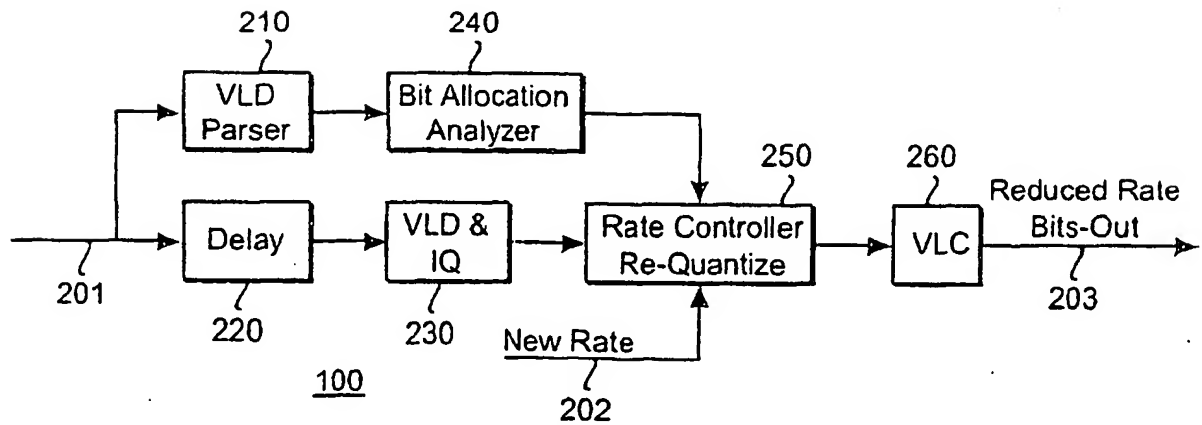 210
240
VLD
Parser
Bit Allocation
Analyzer
250
260
Reduced Rate
Bits-Out
Delay
VLD &
IQ
Rate Controller
Re-Quantize
VLC
201
220
230
203
New Rate
202
100